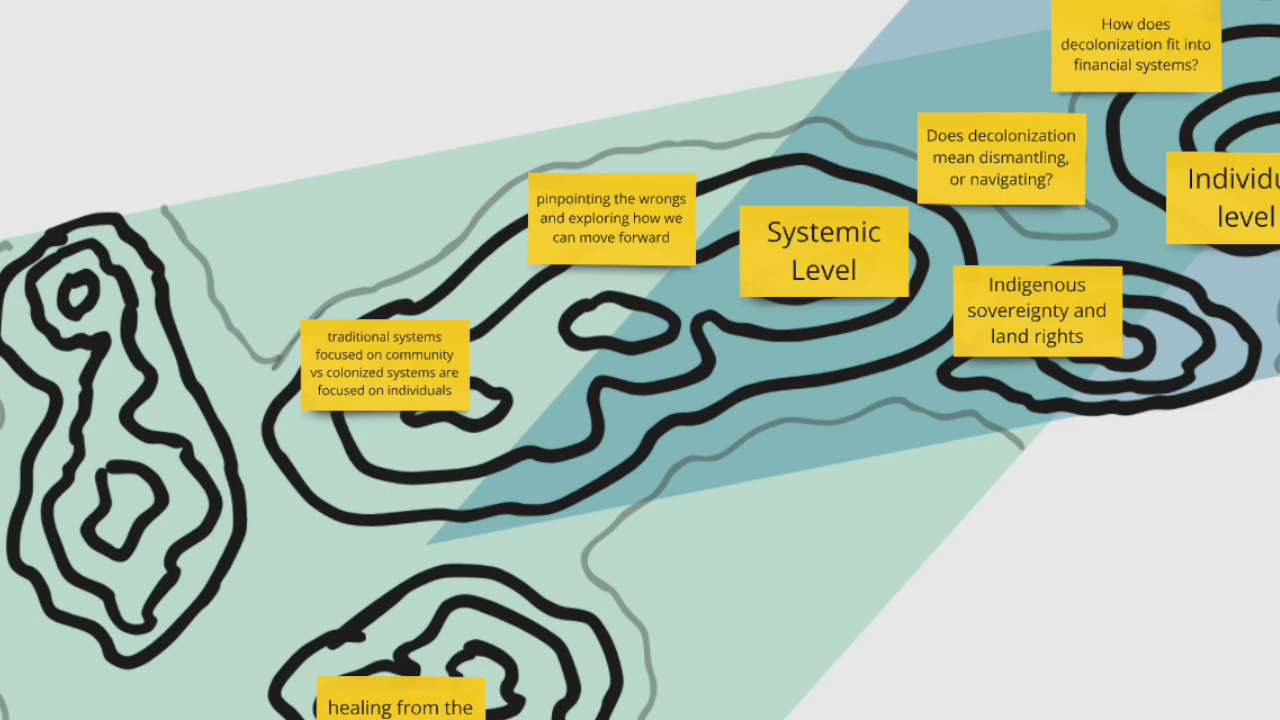 How does
decolonization fit into
financial systems?
Does decolonization
mean dismantling,
or navigating?
pinpointing the wrongs
and exploring how we
can move forward
Systemic
Level
level
Indigenous
sovereignty and
land rights
traditional systems
focused on community
vs colonized systems are
focused on individuals
healing from the